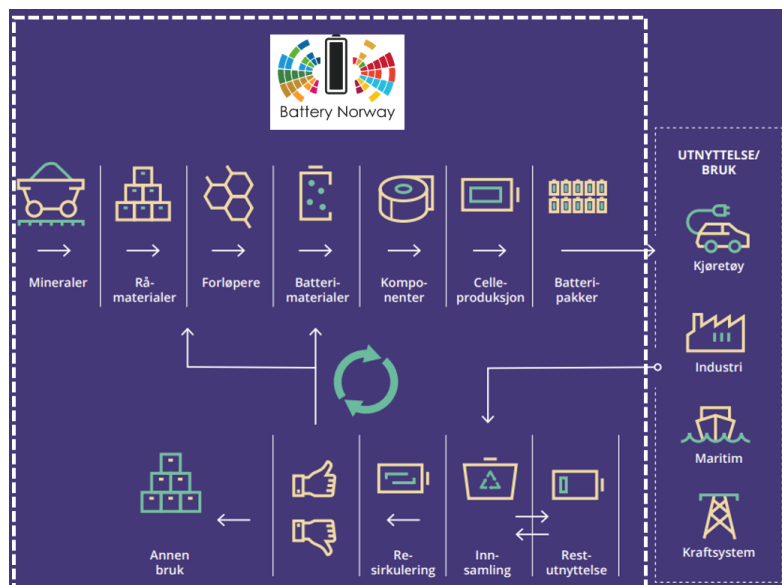 Battery Norway
UTNYTTELSE/
BRUK
Mineraler
Rå-
materialer
Forløpere
Batteri-
materialer
Kompo-
nenter
Celle-
produksjon
Batteri-
pakker
Kjøretøy
Industri
Maritim
Kraftsystem
Annen
bruk
Re-
sirkulering
Inn-
samling
Rest-
utnyttelse